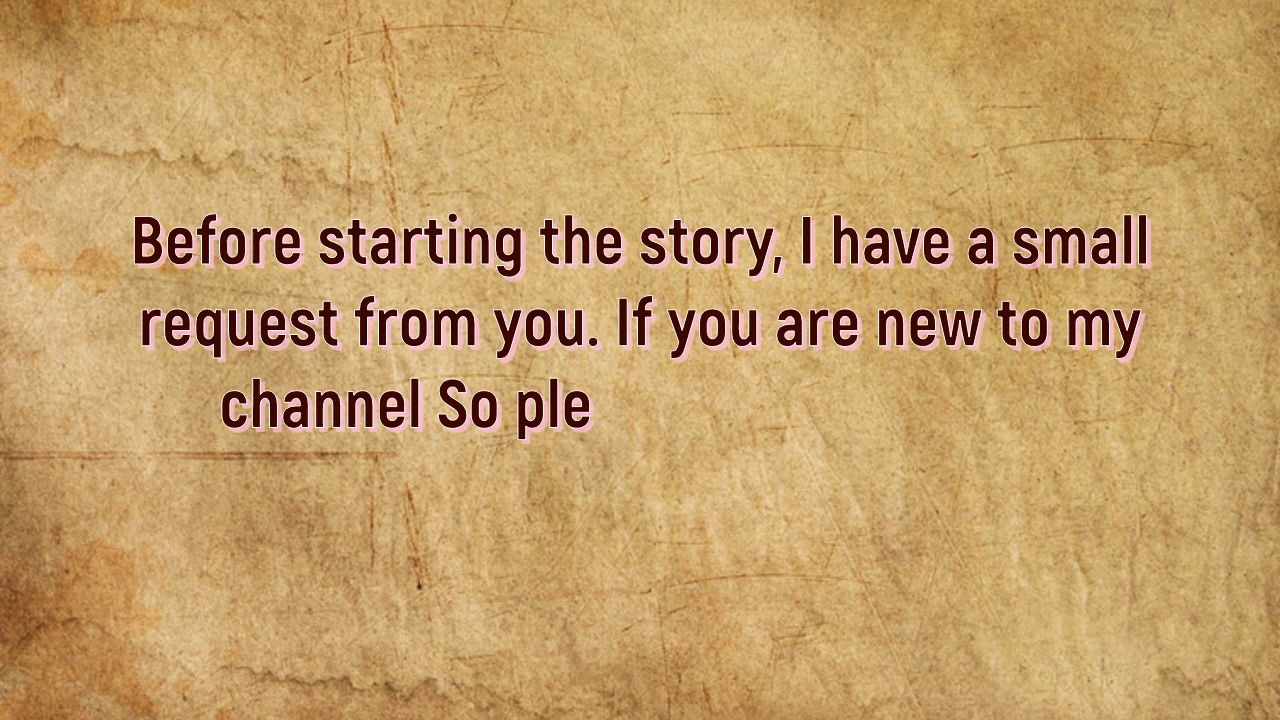 Before starting the story, I have a small
request from you. If you are new to my
channel So ple